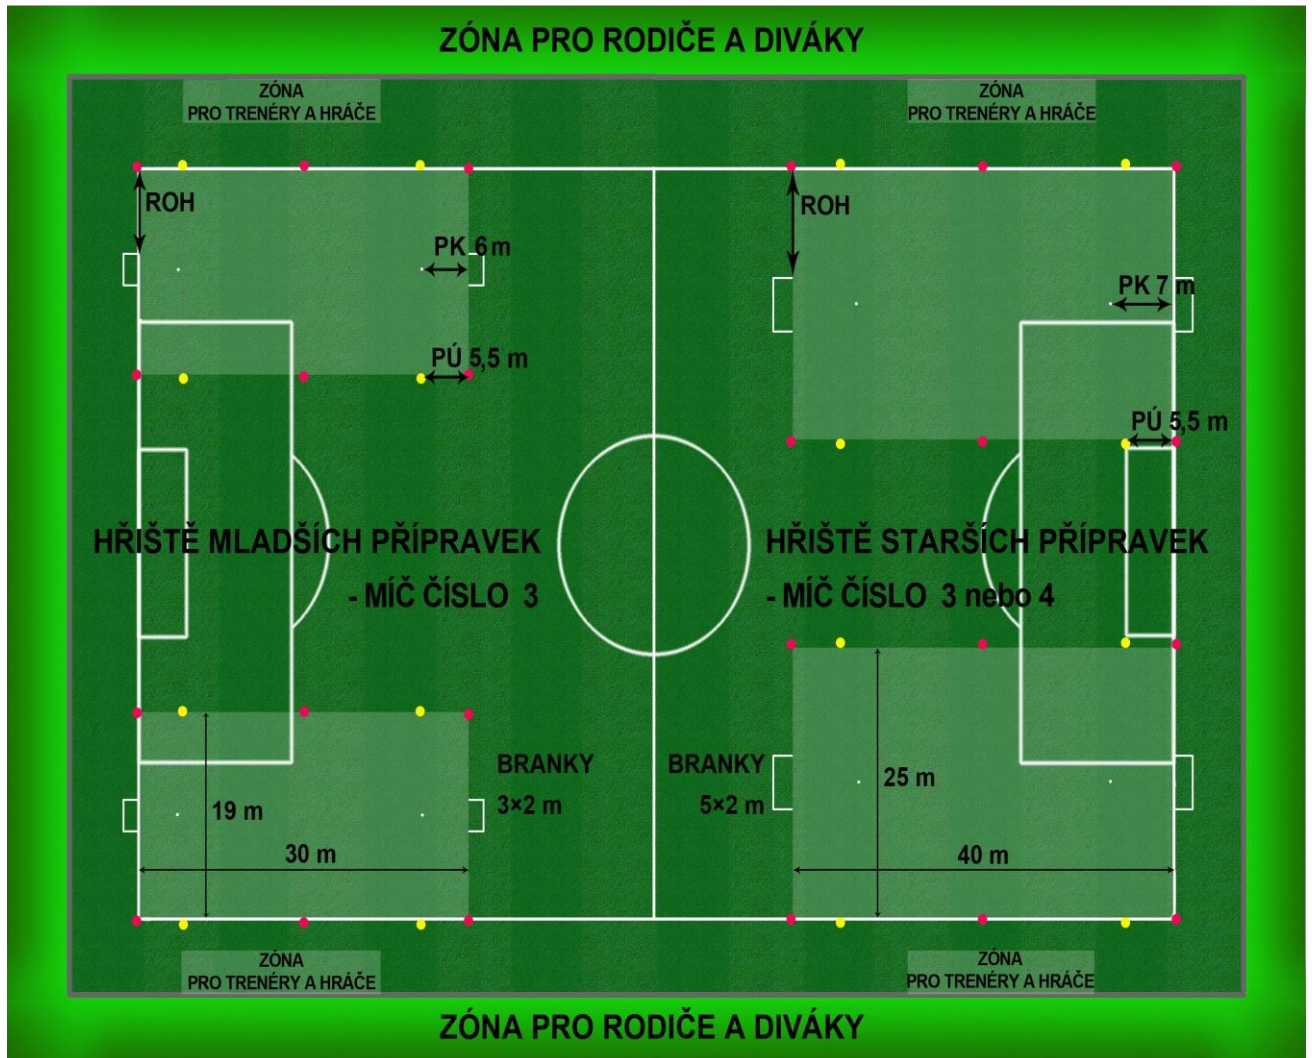 ZÓNA PRO RODIČE A DIVÁKY
ZÓNA
PRO TRENÉRY A HRÁČE
ZÓNA
PRO TRENÉRY A HRÁČE
ROH
ROH
PK 6 m
PK 7 m
PÚ 5,5 m
PÚ 5,5 m
HŘIŠTĚ MLADŠÍCH PŘÍPRAVEK
- MÍČ ČÍSLO 3
HŘIŠTĚ STARŠÍCH PŘÍPRAVEK
- MÍČ ČÍSLO 3 nebo 4
BRANKY
3×2 m
BRANKY
5×2 m
19 m
25 m
30 m
40 m
ZÓNA
PRO TRENÉRY A HRÁČE
ZÓNA
PRO TRENÉRY A HRÁČE
ZÓNA PRO RODIČE A DIVÁKY